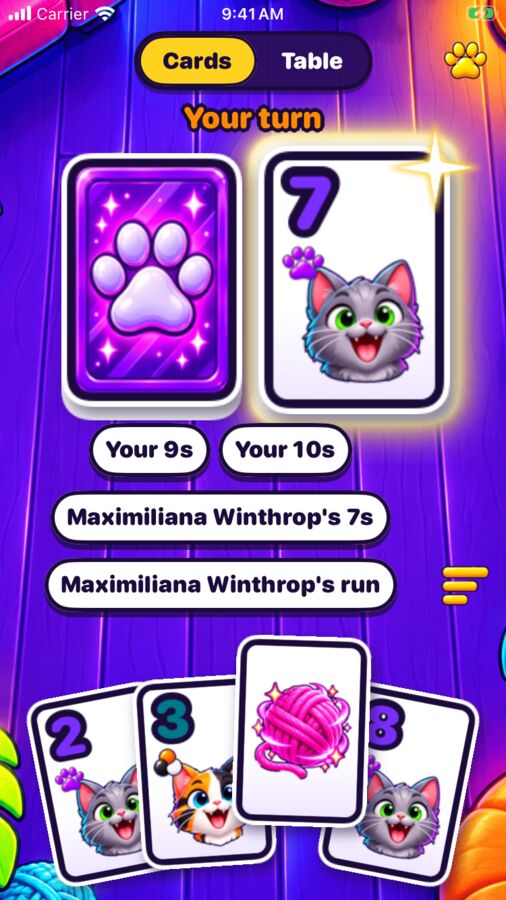 Carrier 9:41 AM
Cards Table
Your turn
7
Your 9s Your 10s
Maximiliana Winthrop's 7s
Maximiliana Winthrop's run
2 3 8